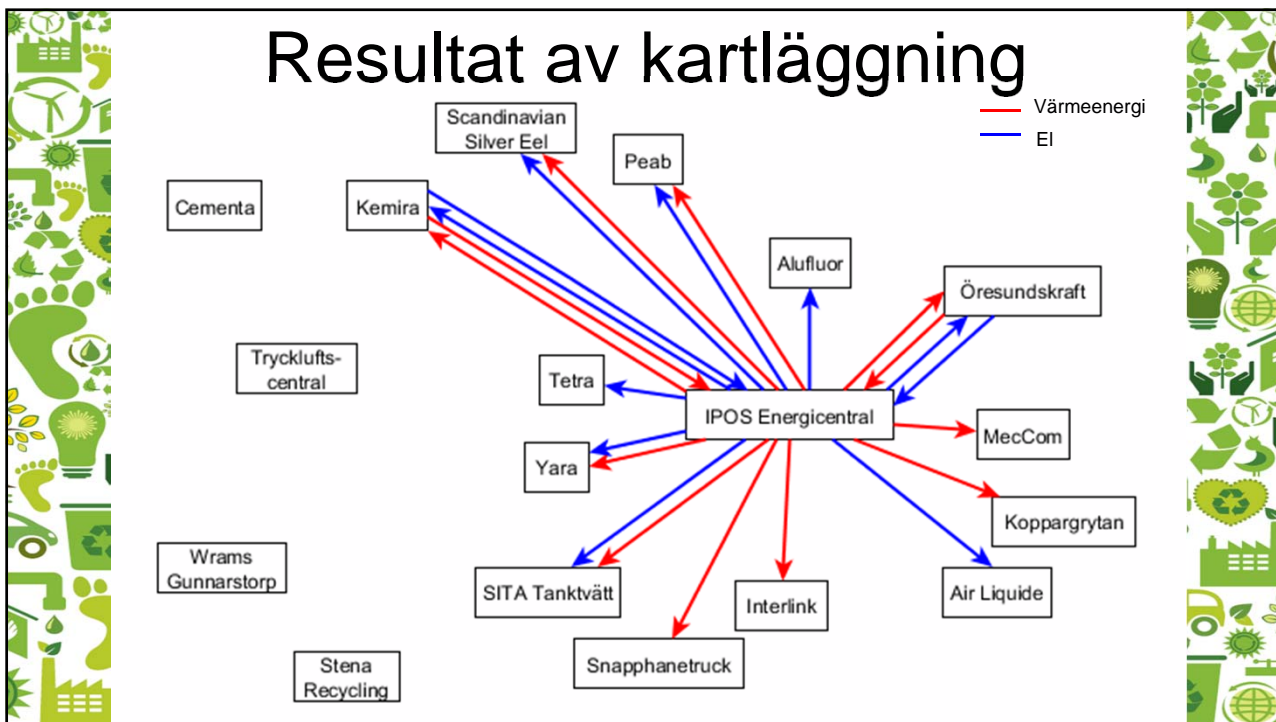 Resultat av kartläggning
Värmeenergi
El
Scandinavian
Silver Eel
Peab
Cementa
Kemira
Alufluor
Öresundskraft
Trycklufts-
central
Tetra
IPOS Energicentral
MecCom
Yara
Koppargrytan
Wrams
Gunnarstorp
SITA Tanktvätt
Interlink
Air Liquide
Snapphanetruck
Stena
Recycling